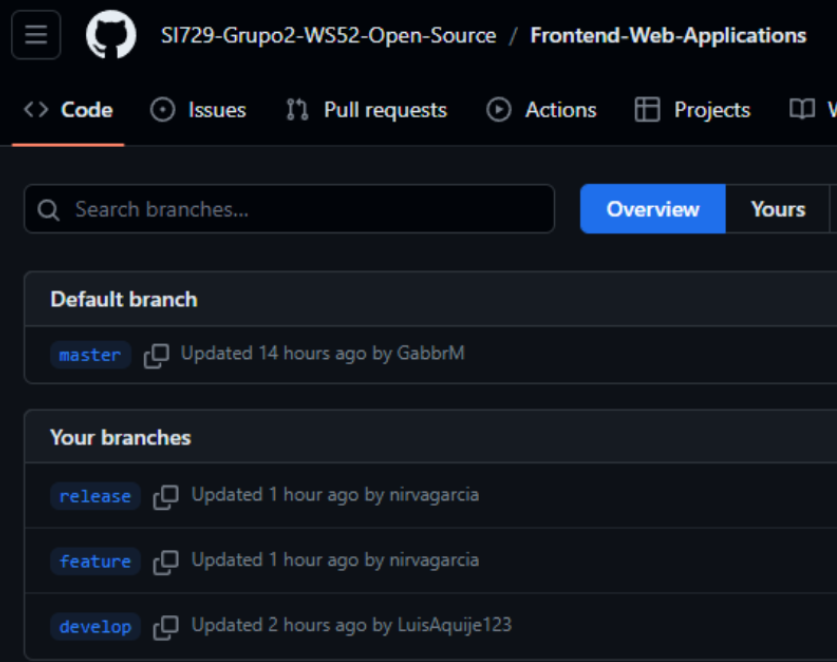 SI729-Grupo2-WS52-Open-Source / Frontend-Web-Applications
Code Issues Pull requests Actions Projects
Search branches... Overview Yours
Default branch
master Updated 14 hours ago by GabbrM
Your branches
release Updated 1 hour ago by nirvagarcia
feature Updated 1 hour ago by nirvagarcia
develop Updated 2 hours ago by LuisAquije123